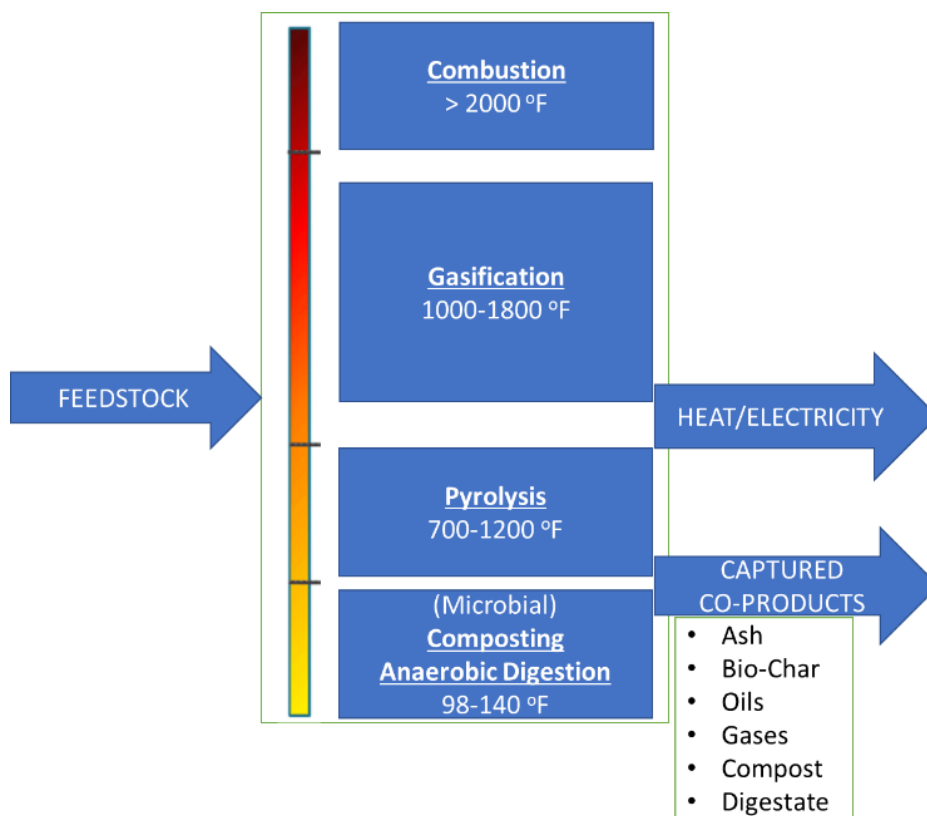 Combustion
> 2000 °F
Gasification
1000-1800 °F
FEEDSTOCK
HEAT/ELECTRICITY
Pyrolysis
700-1200 °F
(Microbial)
Composting
Anaerobic Digestion
98-140 °F
CAPTURED
CO-PRODUCTS
• Ash
• Bio-Char
• Oils
• Gases
• Compost
• Digestate